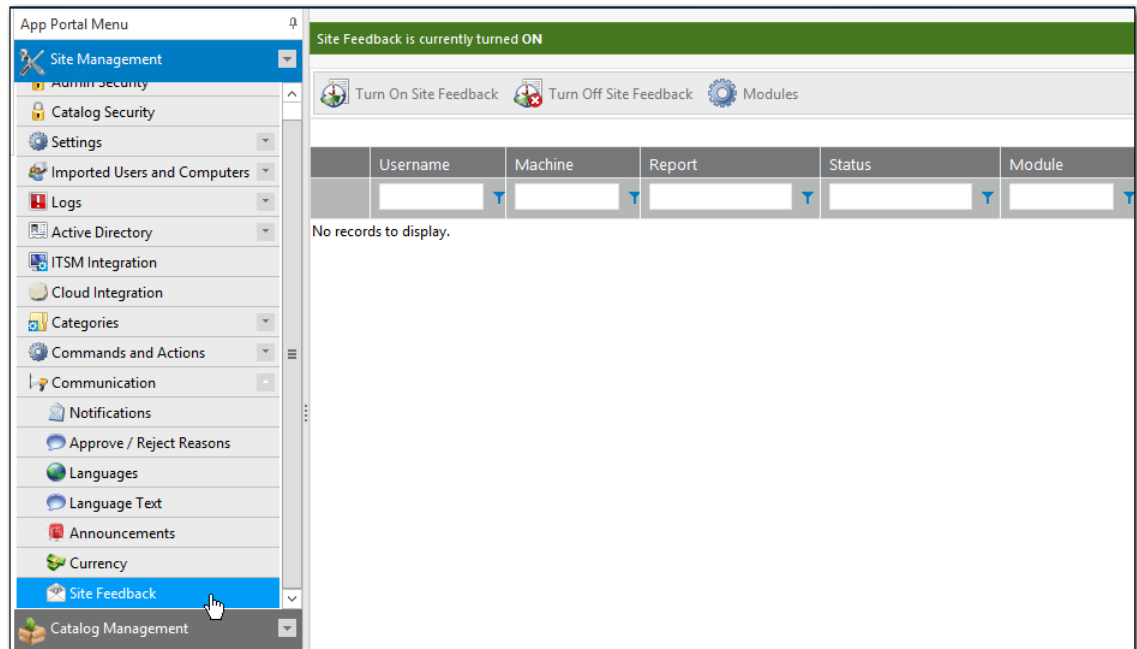 App Portal Menu
Site Management
Admin Security
Catalog Security
Settings
Imported Users and Computers
Logs
Active Directory
ITSM Integration
Cloud Integration
Categories
Commands and Actions
Communication
Notifications
Approve / Reject Reasons
Languages
Language Text
Announcements
Currency
Site Feedback
Catalog Management
Site Feedback is currently turned ON
Turn On Site Feedback Turn Off Site Feedback Modules
Username Machine Report Status Module
No records to display.